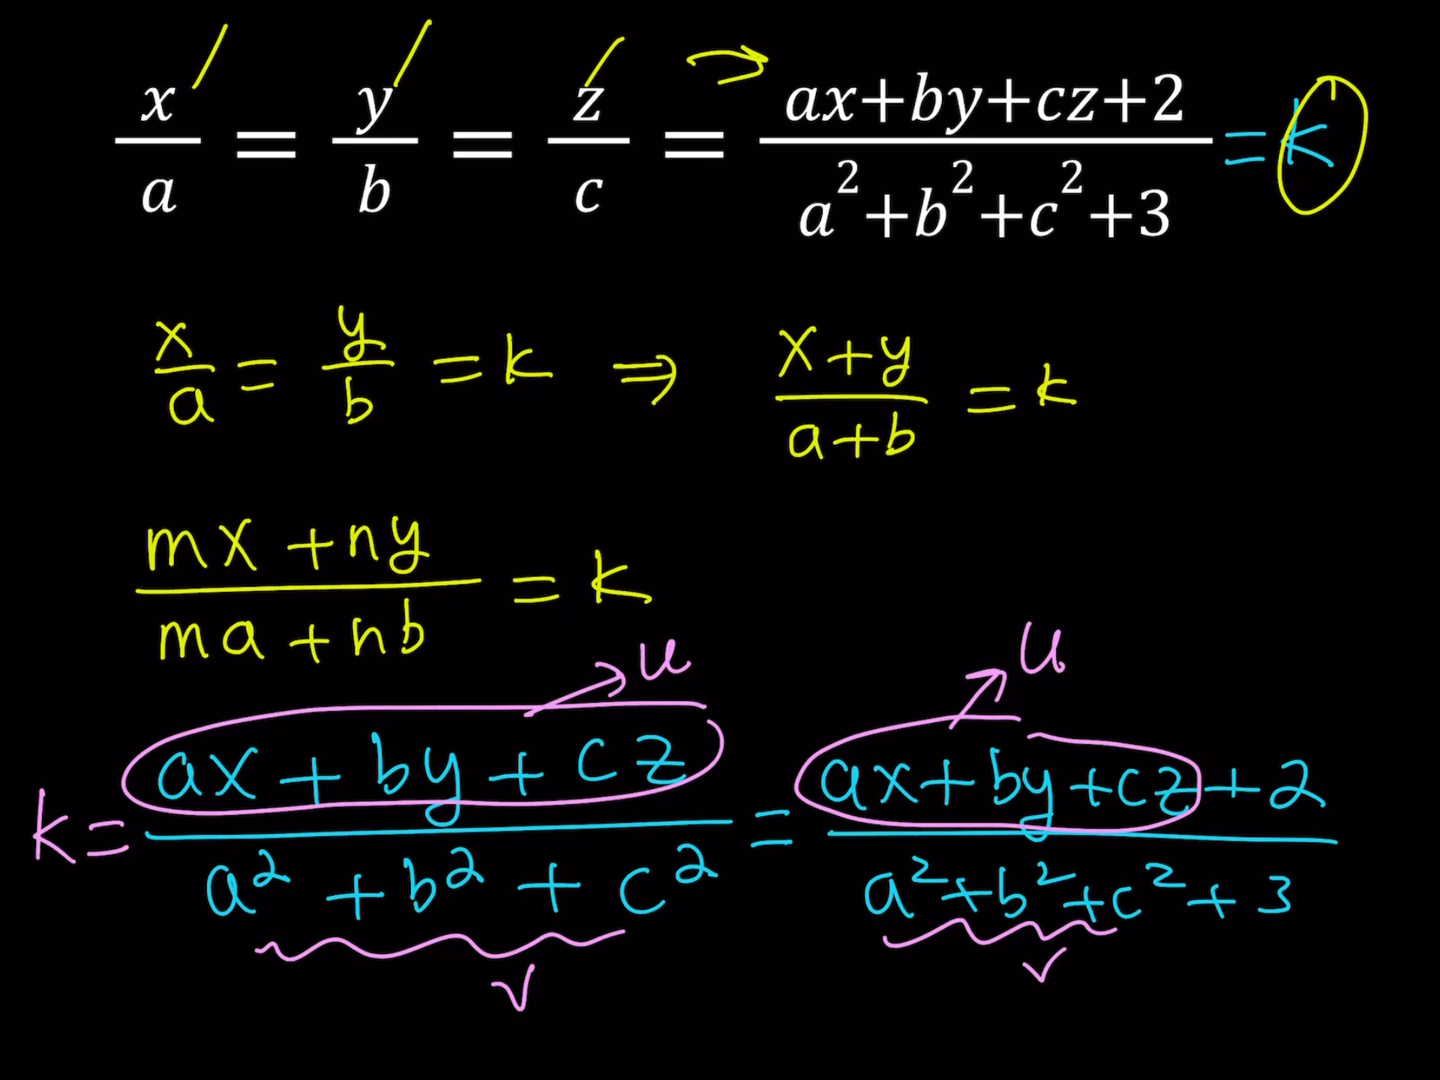 x/a = y/b = z/c = (ax+by+cz+2)/(a²+b²+c²+3) = k
x/a = y/b = k ⇒ (x+y)/(a+b) = k
(mx+ny)/(ma+nb) = k
u u
k = (ax+by+cz)/(a²+b²+c²) = (ax+by+cz+2)/(a²+b²+c²+3)
v v